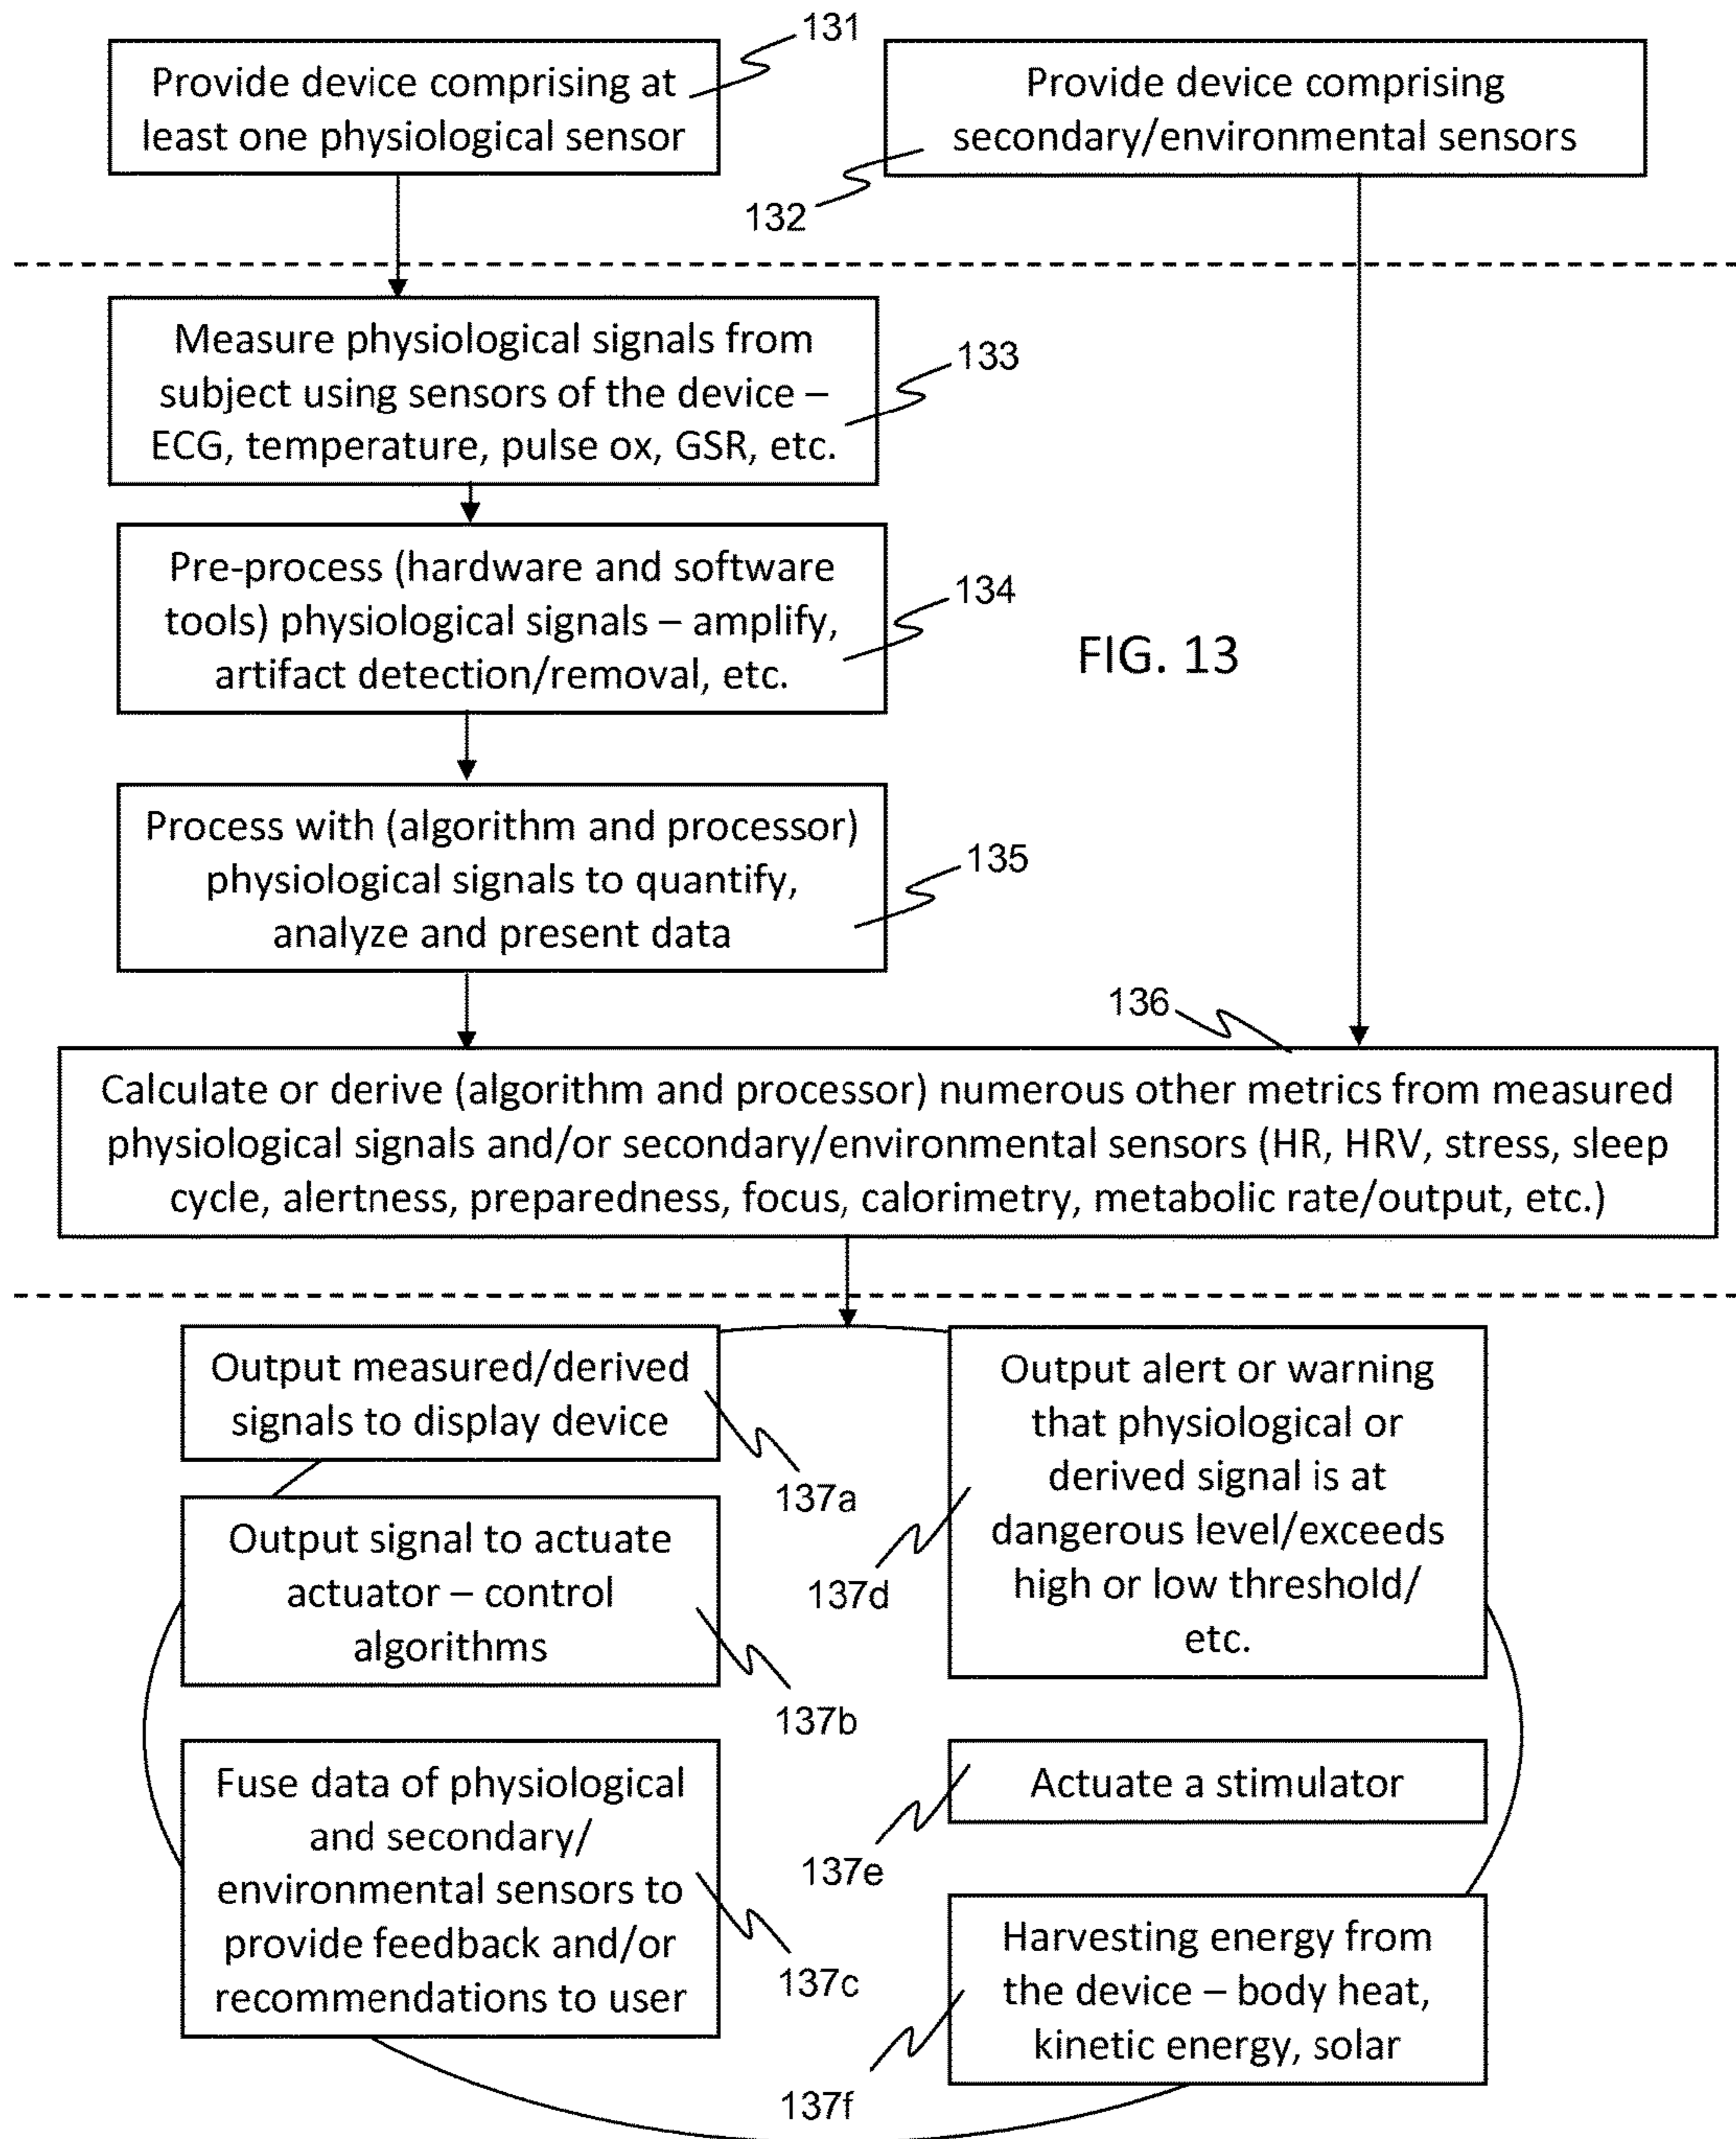 131
Provide device comprising at
least one physiological sensor
Provide device comprising
secondary/environmental sensors
132
Measure physiological signals from
subject using sensors of the device –
ECG, temperature, pulse ox, GSR, etc.
133
Pre-process (hardware and software
tools) physiological signals – amplify,
artifact detection/removal, etc.
134
FIG. 13
Process with (algorithm and processor)
physiological signals to quantify,
analyze and present data
135
136
Calculate or derive (algorithm and processor) numerous other metrics from measured
physiological signals and/or secondary/environmental sensors (HR, HRV, stress, sleep
cycle, alertness, preparedness, focus, calorimetry, metabolic rate/output, etc.)
Output measured/derived
signals to display device
137a
Output signal to actuate
actuator – control
algorithms
137b
Fuse data of physiological
and secondary/
environmental sensors to
provide feedback and/or
recommendations to user
137c
Output alert or warning
that physiological or
derived signal is at
dangerous level/exceeds
high or low threshold/
etc.
137d
Actuate a stimulator
137e
Harvesting energy from
the device – body heat,
kinetic energy, solar
137f